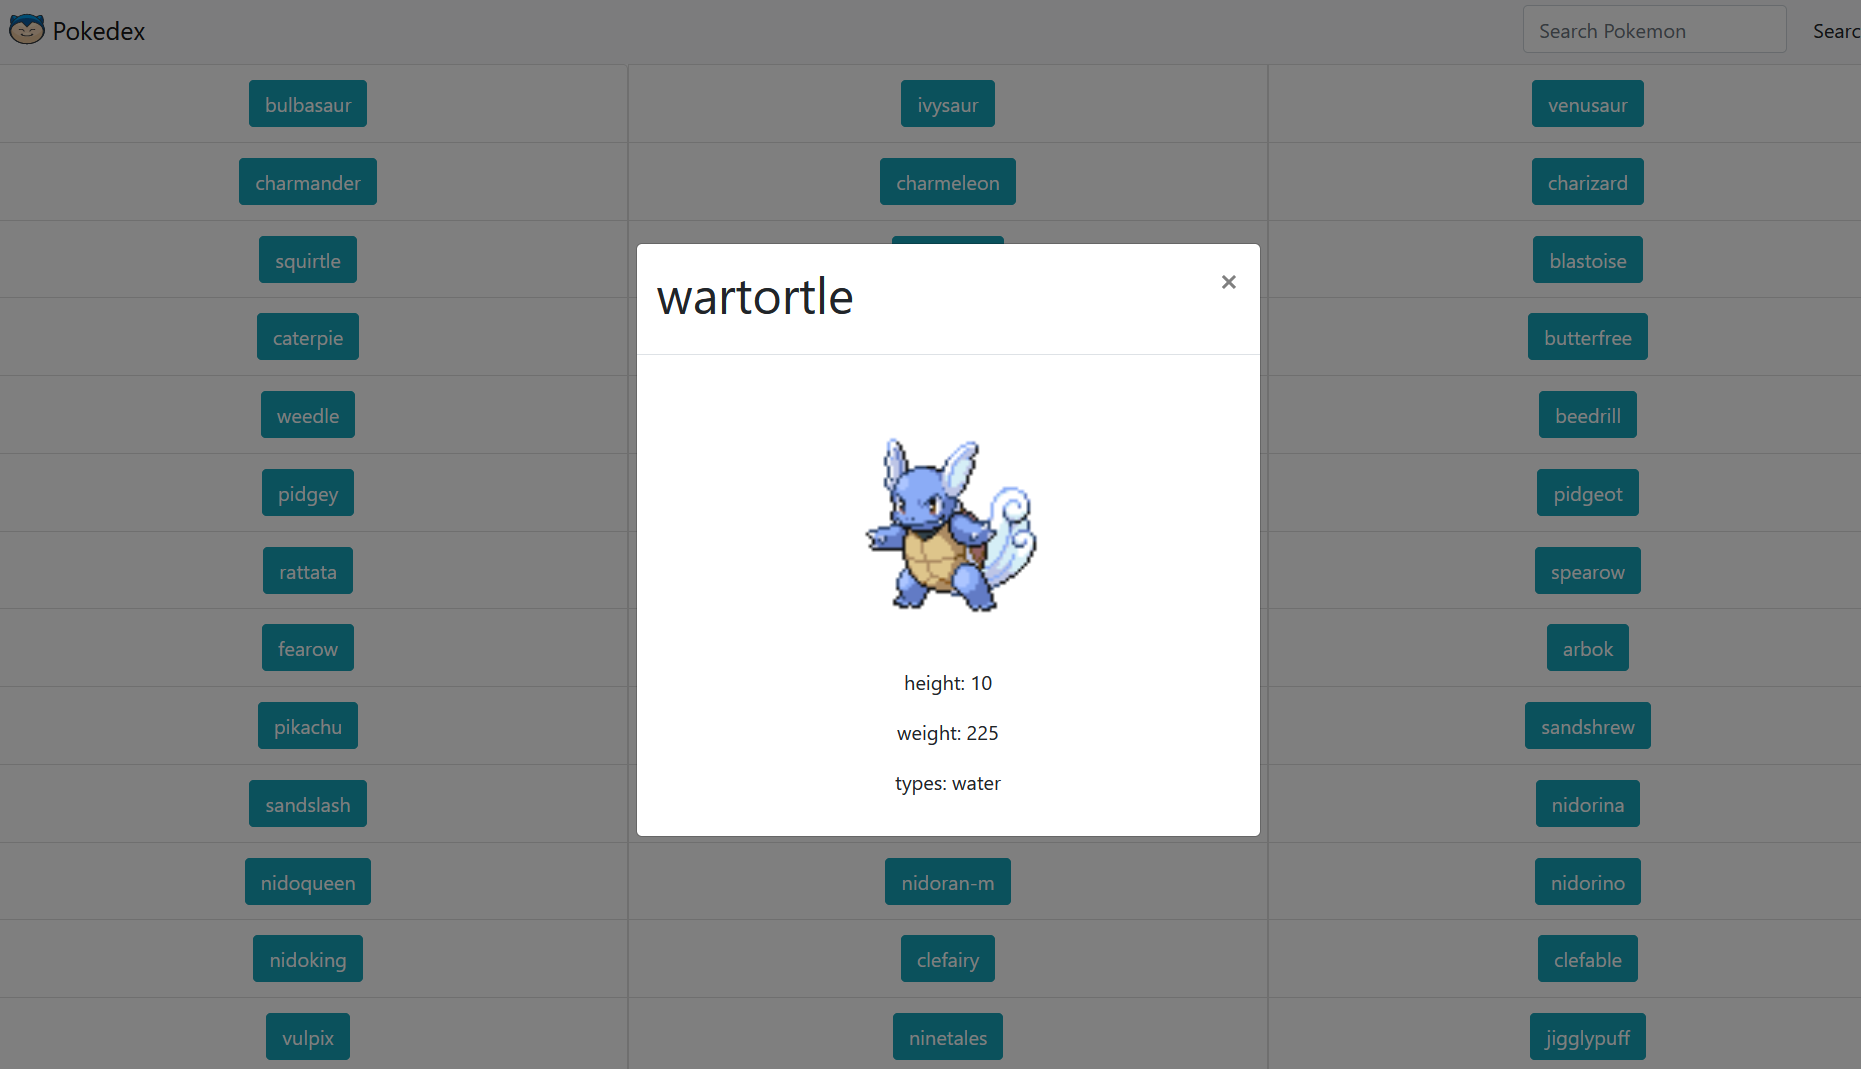 Pokedex
Search Pokemon
Searc
bulbasaur ivysaur venusaur
charmander charmeleon charizard
squirtle blastoise
wartortle ×
caterpie butterfree
weedle beedrill
pidgey pidgeot
rattata spearow
fearow arbok
height: 10
pikachu sandshrew
weight: 225
types: water
sandslash nidorina
nidoqueen nidoran-m nidorino
nidoking clefairy clefable
vulpix ninetales jigglypuff